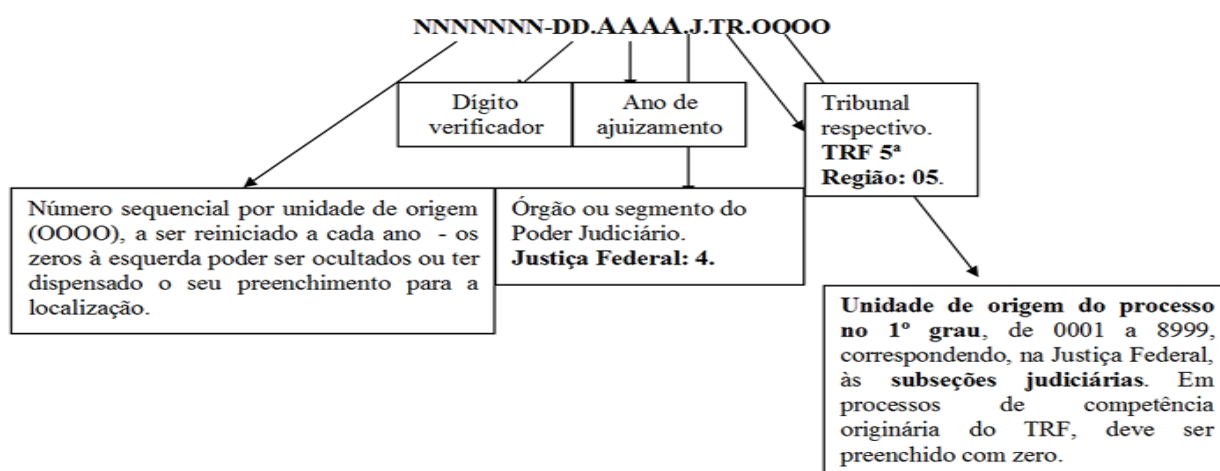 NNNNNNN-DD.AAAA.J.TR.OOOO
Dígito
verificador
Ano de
ajuizamento
Tribunal
respectivo.
TRF 5ª
Região: 05.
Número sequencial por unidade de origem
(OOOO), a ser reiniciado a cada ano - os
zeros à esquerda poder ser ocultados ou ter
dispensado o seu preenchimento para a
localização.
Órgão ou segmento do
Poder Judiciário.
Justiça Federal: 4.
Unidade de origem do processo
no 1º grau, de 0001 a 8999,
correspondendo, na Justiça Federal,
às subseções judiciárias. Em
processos de competência
originária do TRF, deve ser
preenchido com zero.